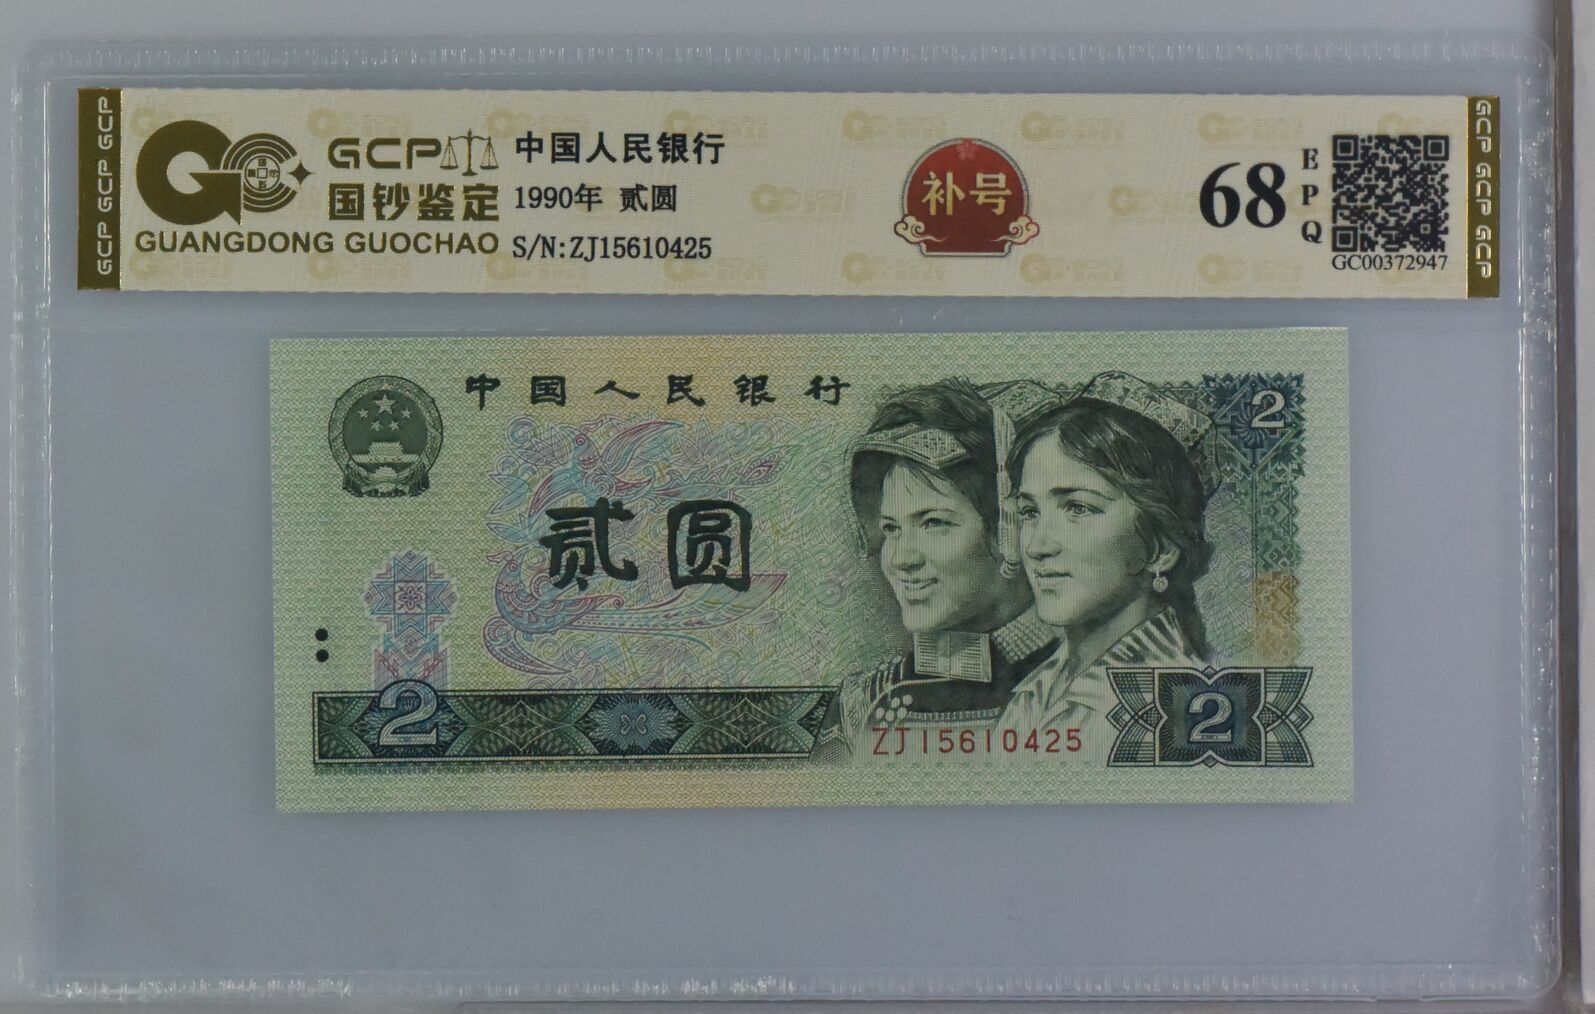 GCP GCP GCP
GCP
国钞鉴定
GUANGDONG GUOCHAO
中国人民银行
1990年 贰圆
S/N:ZJ15610425
补号
68
EPQ
GC00372947
GCP GCP GCP
中国人民银行
2
贰圆
2
ZJ15610425
2